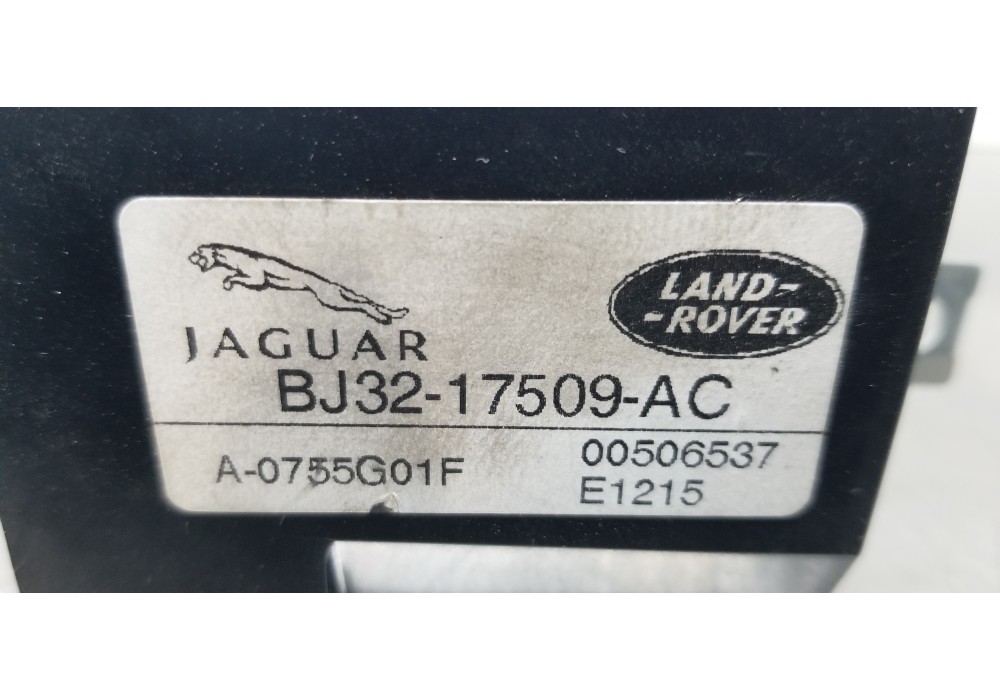 JAGUAR
LAND-
-ROVER
BJ32-17509-AC
A-0755G01F
00506537
E1215